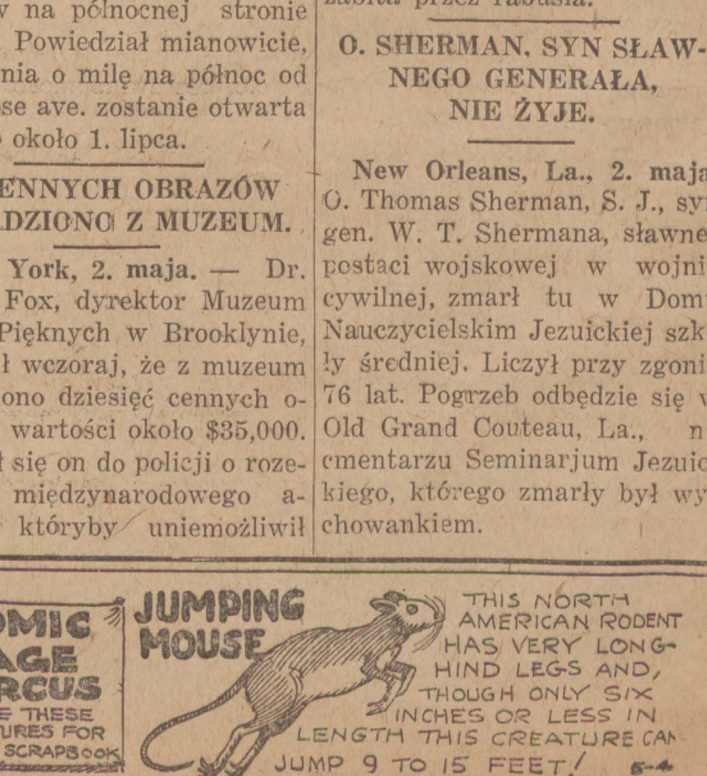 na północnej stronie
Powiedział mianowicie,
nia o milę na północ od
se ave. zostanie otwarta
około 1. lipca.
ENNYCH OBRAZÓW
DZIONO Z MUZEUM.
York, 2. maja. — Dr.
Fox, dyrektor Muzeum
Pięknych w Brooklynie,
ł wczoraj, że z muzeum
ono dziesięć cennych o-
wartości około $35,000.
ł się on do policji o roze-
międzynarodowego a-
któryby uniemożliwił
O. SHERMAN, SYN SŁAW-
NEGO GENERAŁA,
NIE ŻYJE.
New Orleans, La., 2. maja
O. Thomas Sherman, S. J., sy
gen. W. T. Shermana, sławne
postaci wojskowej w wojni
cywilnej, zmarł tu w Dom
Nauczycielskim Jezuickiej szk
ły średniej. Liczył przy zgoni
76 lat. Pogrzeb odbędzie się w
Old Grand Couteau, La., n
cmentarzu Seminarjum Jezuic
kiego, którego zmarły był wy
chowankiem.
OMIC
AGE
RCUS
E THESE
URES FOR
SCRAPBOOK
JUMPING
MOUSE
THIS NORTH
AMERICAN RODENT
HAS VERY LONG
HIND LEGS AND,
THOUGH ONLY SIX
INCHES OR LESS IN
LENGTH THIS CREATURE CAN
JUMP 9 TO 15 FEET! 5-4